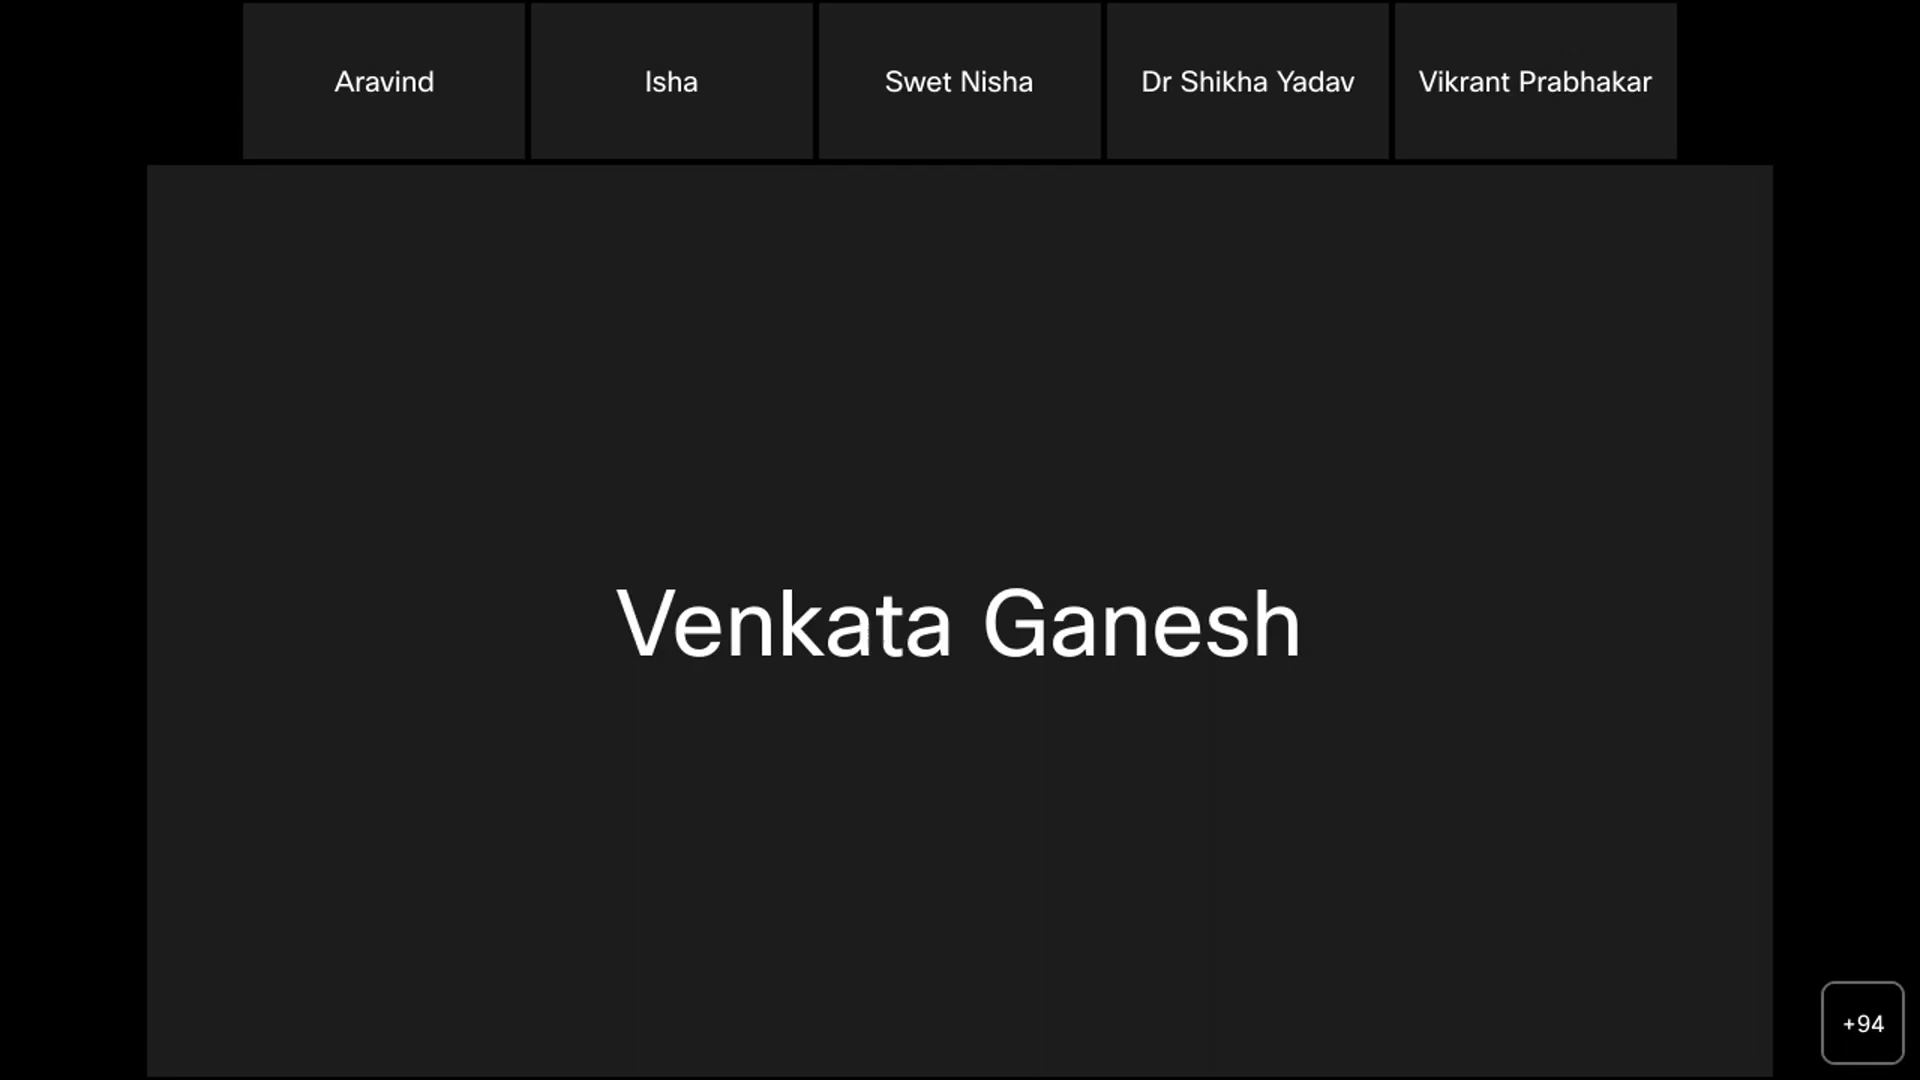 Aravind
Isha
Swet Nisha
Dr Shikha Yadav
Vikrant Prabhakar
Venkata Ganesh
+94